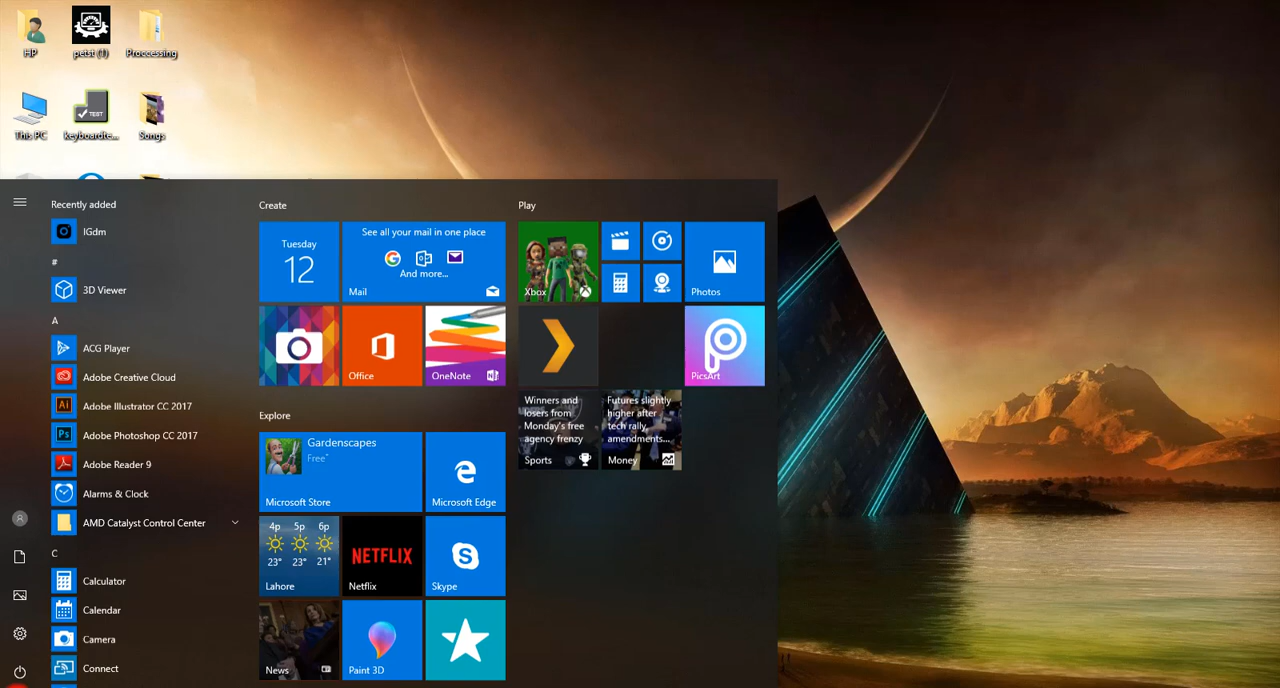 HP
petst (1)
Proccessing
This PC
keyboardte...
Songs
TEST
Recently added
IGdm
#
3D Viewer
A
ACG Player
Adobe Creative Cloud
Ai
Adobe Illustrator CC 2017
Ps
Adobe Photoshop CC 2017
Adobe Reader 9
Alarms & Clock
AMD Catalyst Control Center
C
Calculator
Calendar
Camera
Connect
Create
Tuesday
12
See all your mail in one place
And more...
Mail
Office
OneNote
Explore
Gardenscapes
Free*
Microsoft Store
Microsoft Edge
4p 5p 6p
23° 23° 21°
Lahore
NETFLIX
Netflix
Skype
News
Paint 3D
Play
Xbox
Photos
PicsArt
Winners and
losers from
Monday's free
agency frenzy
Sports
Futures slightly
higher after
tech rally,
amendments...
Money